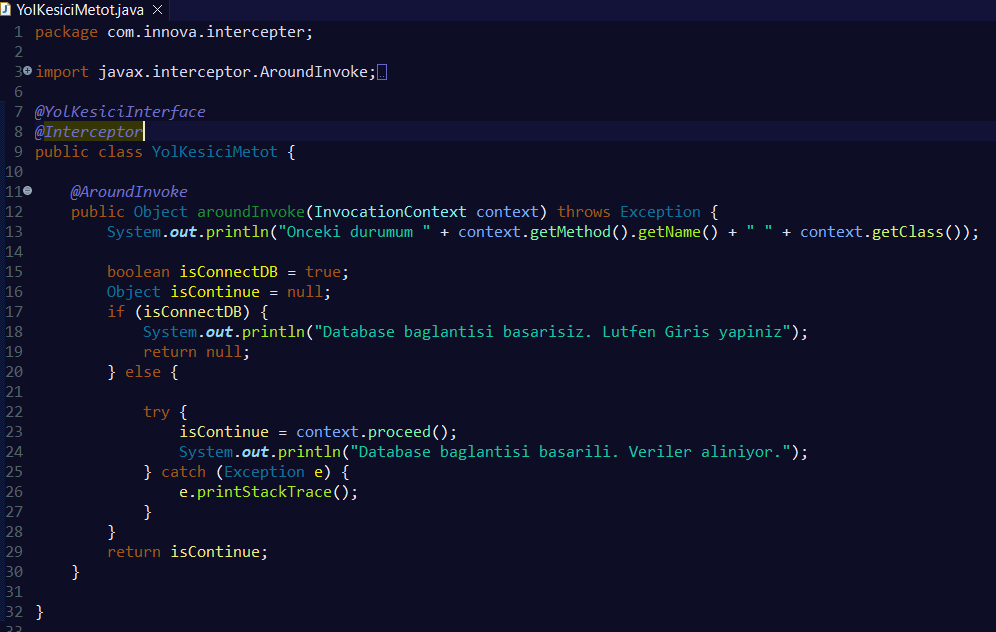 YolKesiciMetot.java
1 package com.innova.intercepter;
2
3 import javax.interceptor.AroundInvoke;
6
7 @YolKesiciInterface
8 @Interceptor
9 public class YolKesiciMetot {
10
11     @AroundInvoke
12     public Object aroundInvoke(InvocationContext context) throws Exception {
13         System.out.println("Onceki durumum " + context.getMethod().getName() + " " + context.getClass());
14
15         boolean isConnectDB = true;
16         Object isContinue = null;
17         if (isConnectDB) {
18             System.out.println("Database baglantisi basarisiz. Lutfen Giris yapiniz");
19             return null;
20         } else {
21
22             try {
23                 isContinue = context.proceed();
24                 System.out.println("Database baglantisi basarili. Veriler aliniyor.");
25             } catch (Exception e) {
26                 e.printStackTrace();
27             }
28         }
29         return isContinue;
30     }
31
32 }
33